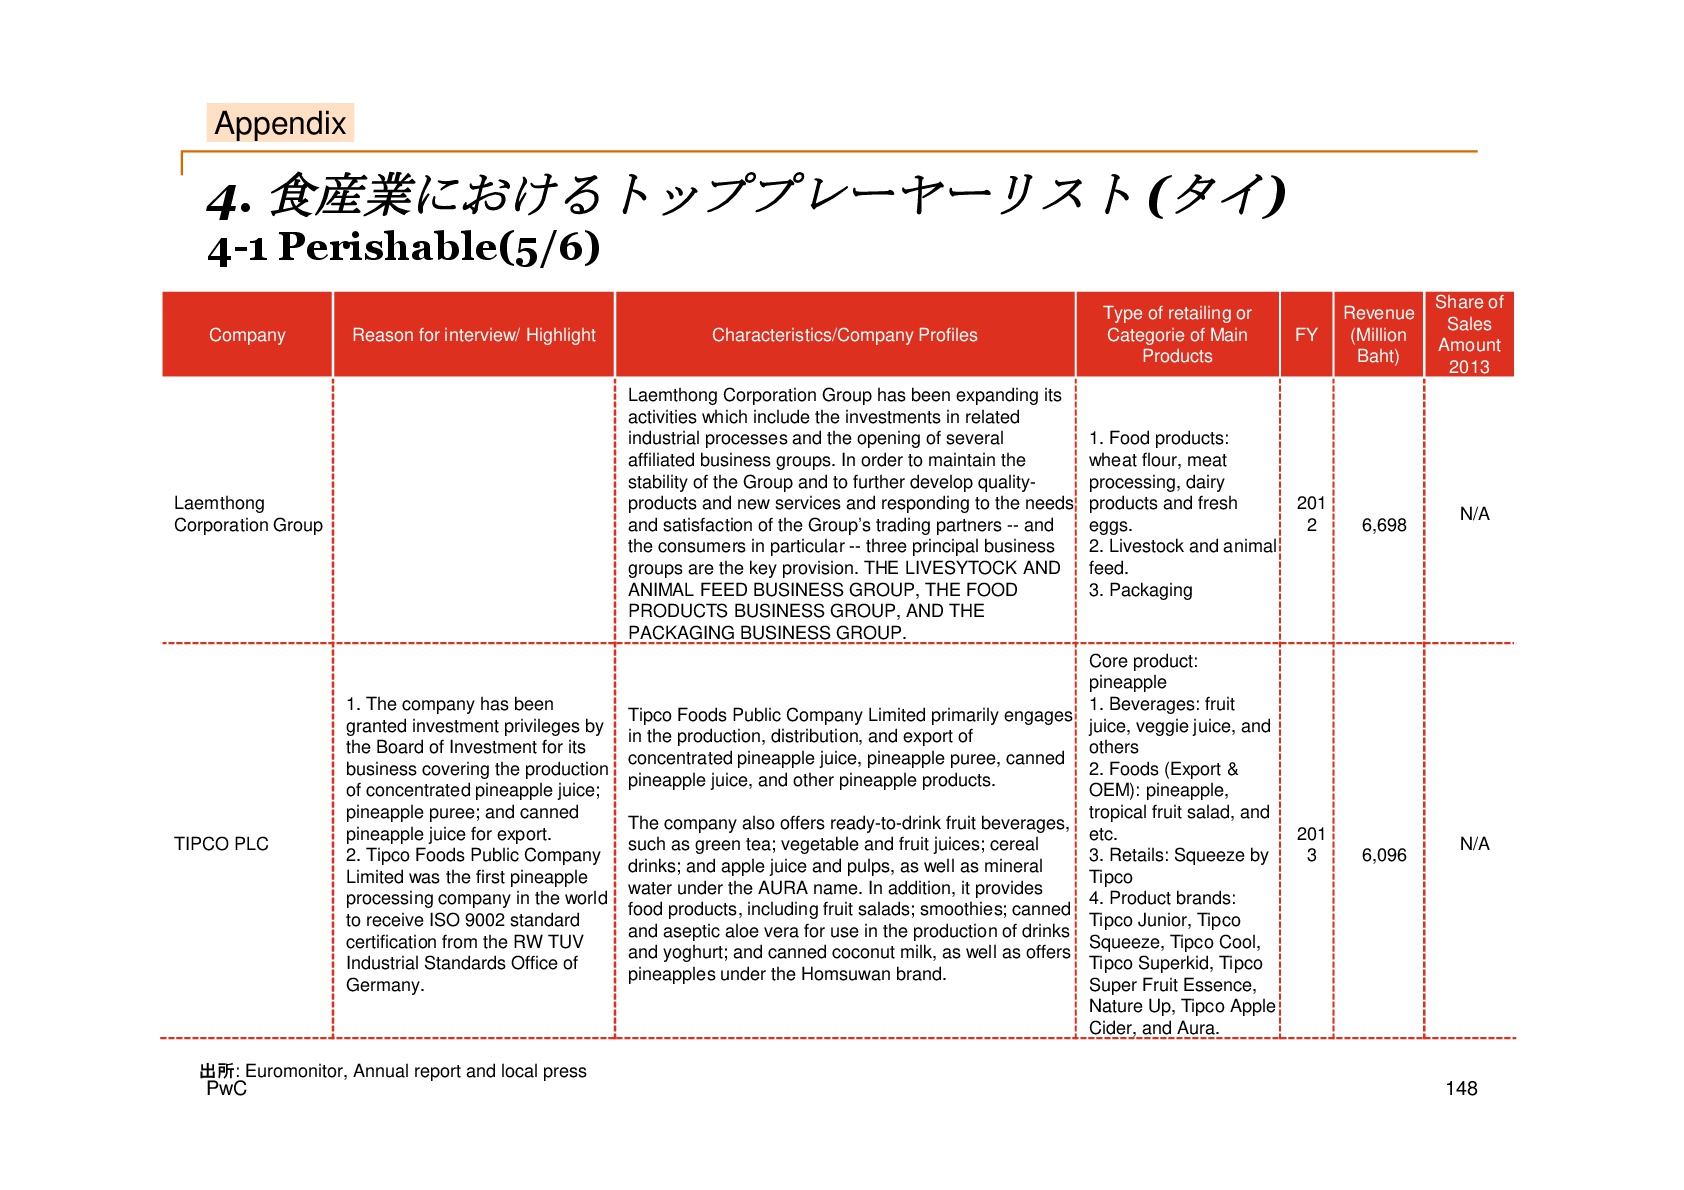 Appendix
4. 食産業におけるトッププレーヤーリスト(タイ)
4-1 Perishable(5/6)
Company
Reason for interview/ Highlight
Characteristics/Company Profiles
Type of retailing or
Categorie of Main
Products
FY
Revenue
(Million
Baht)
Share of
Sales
Amount
2013
Laemthong
Corporation Group
Laemthong Corporation Group has been expanding its
activities which include the investments in related
industrial processes and the opening of several
affiliated business groups. In order to maintain the
stability of the Group and to further develop quality-
products and new services and responding to the needs
and satisfaction of the Group's trading partners -- and
the consumers in particular -- three principal business
groups are the key provision. THE LIVESYTOCK AND
ANIMAL FEED BUSINESS GROUP, THE FOOD
PRODUCTS BUSINESS GROUP, AND THE
PACKAGING BUSINESS GROUP.
1. Food products:
wheat flour, meat
processing, dairy
products and fresh
eggs.
2. Livestock and animal
feed.
3. Packaging
201
2
6,698
N/A
TIPCO PLC
1. The company has been
granted investment privileges by
the Board of Investment for its
business covering the production
of concentrated pineapple juice;
pineapple puree; and canned
pineapple juice for export.
2. Tipco Foods Public Company
Limited was the first pineapple
processing company in the world
to receive ISO 9002 standard
certification from the RW TUV
Industrial Standards Office of
Germany.
Tipco Foods Public Company Limited primarily engages
in the production, distribution, and export of
concentrated pineapple juice, pineapple puree, canned
pineapple juice, and other pineapple products.
The company also offers ready-to-drink fruit beverages,
such as green tea; vegetable and fruit juices; cereal
drinks; and apple juice and pulps, as well as mineral
water under the AURA name. In addition, it provides
food products, including fruit salads; smoothies; canned
and aseptic aloe vera for use in the production of drinks
and yoghurt; and canned coconut milk, as well as offers
pineapples under the Homsuwan brand.
Core product:
pineapple
1. Beverages: fruit
juice, veggie juice, and
others
2. Foods (Export &
OEM): pineapple,
tropical fruit salad, and
etc.
3. Retails: Squeeze by
Tipco
4. Product brands:
Tipco Junior, Tipco
Squeeze, Tipco Cool,
Tipco Superkid, Tipco
Super Fruit Essence,
Nature Up, Tipco Apple
Cider, and Aura.
201
3
6,096
N/A
出所: Euromonitor, Annual report and local press
PwC
148